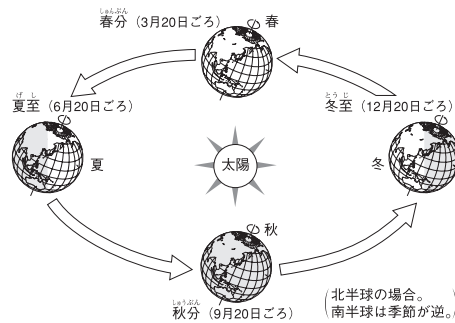 しゅんぶん
春分（3月20日ごろ）
春
げし
夏至（6月20日ごろ）
とうじ
冬至（12月20日ごろ）
夏
太陽
冬
秋
しゅうぶん
秋分（9月20日ごろ）
（北半球の場合。
南半球は季節が逆。）